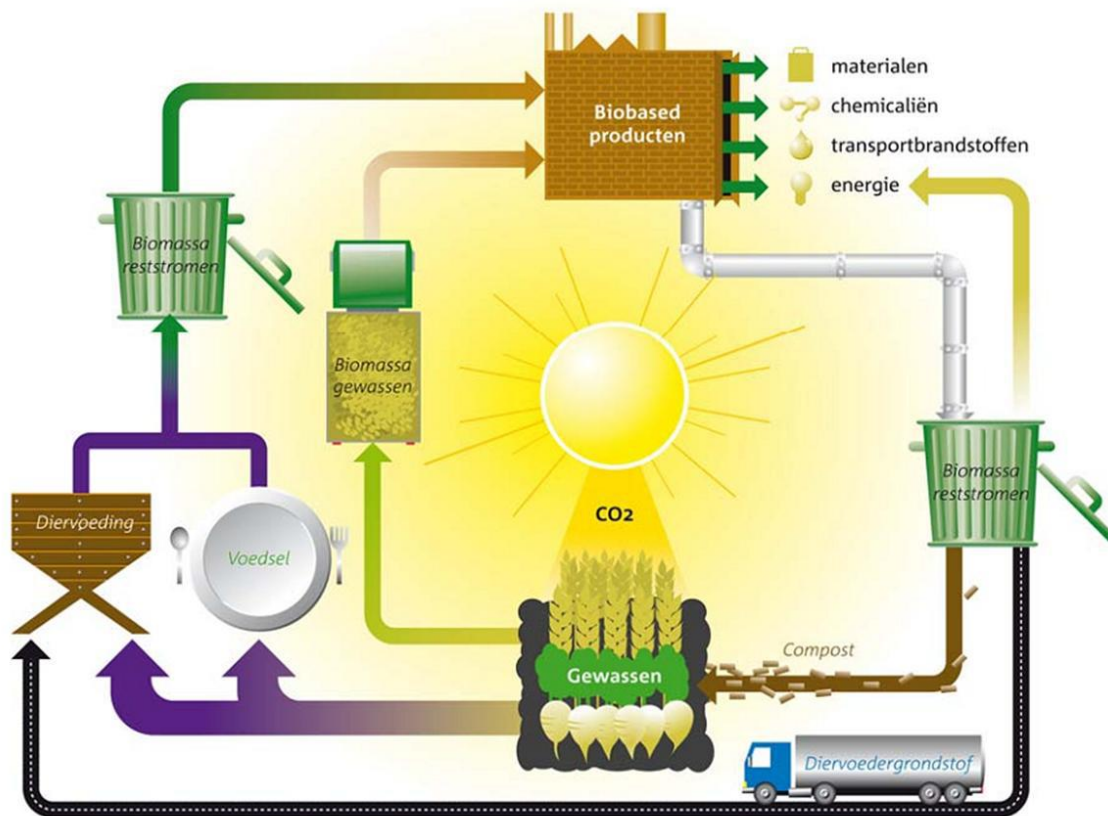 Biobased
producten
materialen
chemicaliën
transportbrandstoffen
energie
Biomassa
reststromen
Biomassa
gewassen
Biomassa
reststromen
Diervoeding
Voedsel
CO2
Gewassen
Compost
Diervoedergrondstof